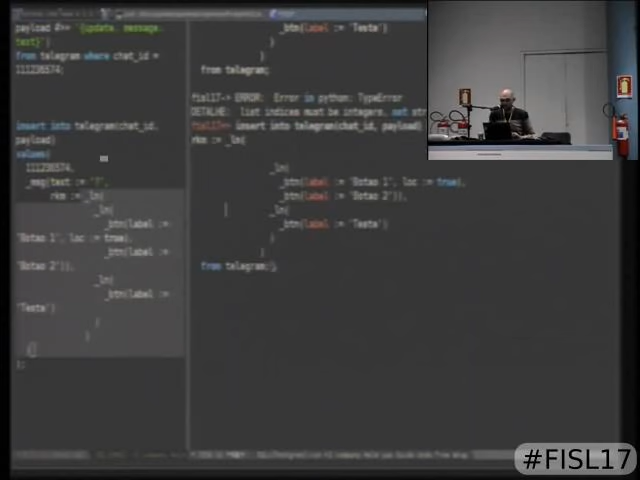 payload #>> '{update, message,
text}')
from telegram where chat_id =
111236574;
insert into telegram(chat_id,
payload)
values(
111236574,
_msg(text := '?',
rkm := _ln(
_ln(
_btn(label :=
'Botao 1', loc := true),
_btn(label :=
'Botao 2')),
_ln(
_btn(label :=
'Teste')
)
)
)
);
_btn(label := 'Teste')
)
)
from telegram;
fisl17-> ERROR: Error in python: TypeError
DETALHE: list indices must be integers, not str
fisl17=> insert into telegram(chat_id, payload)
rkm := _ln(
_ln(
_btn(label := 'Botao 1', loc := true),
_btn(label := 'Botao 2')),
_ln(
_btn(label := 'Teste')
)
)
from telegram;
#FISL17